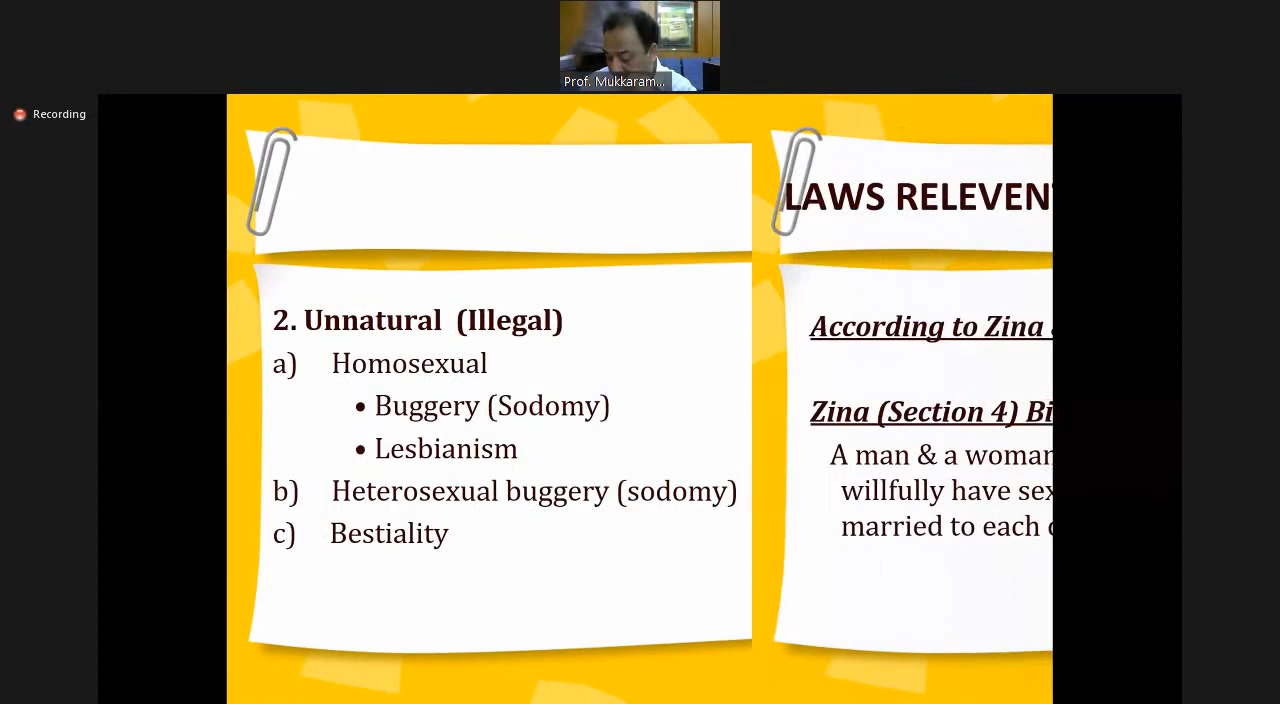 Prof. Mukkaram...
Recording
2. Unnatural (Illegal)
a) Homosexual
• Buggery (Sodomy)
• Lesbianism
b) Heterosexual buggery (sodomy)
c) Bestiality
LAWS RELEVEN
According to Zina
Zina (Section 4) Bi
A man & a woman
willfully have sex
married to each